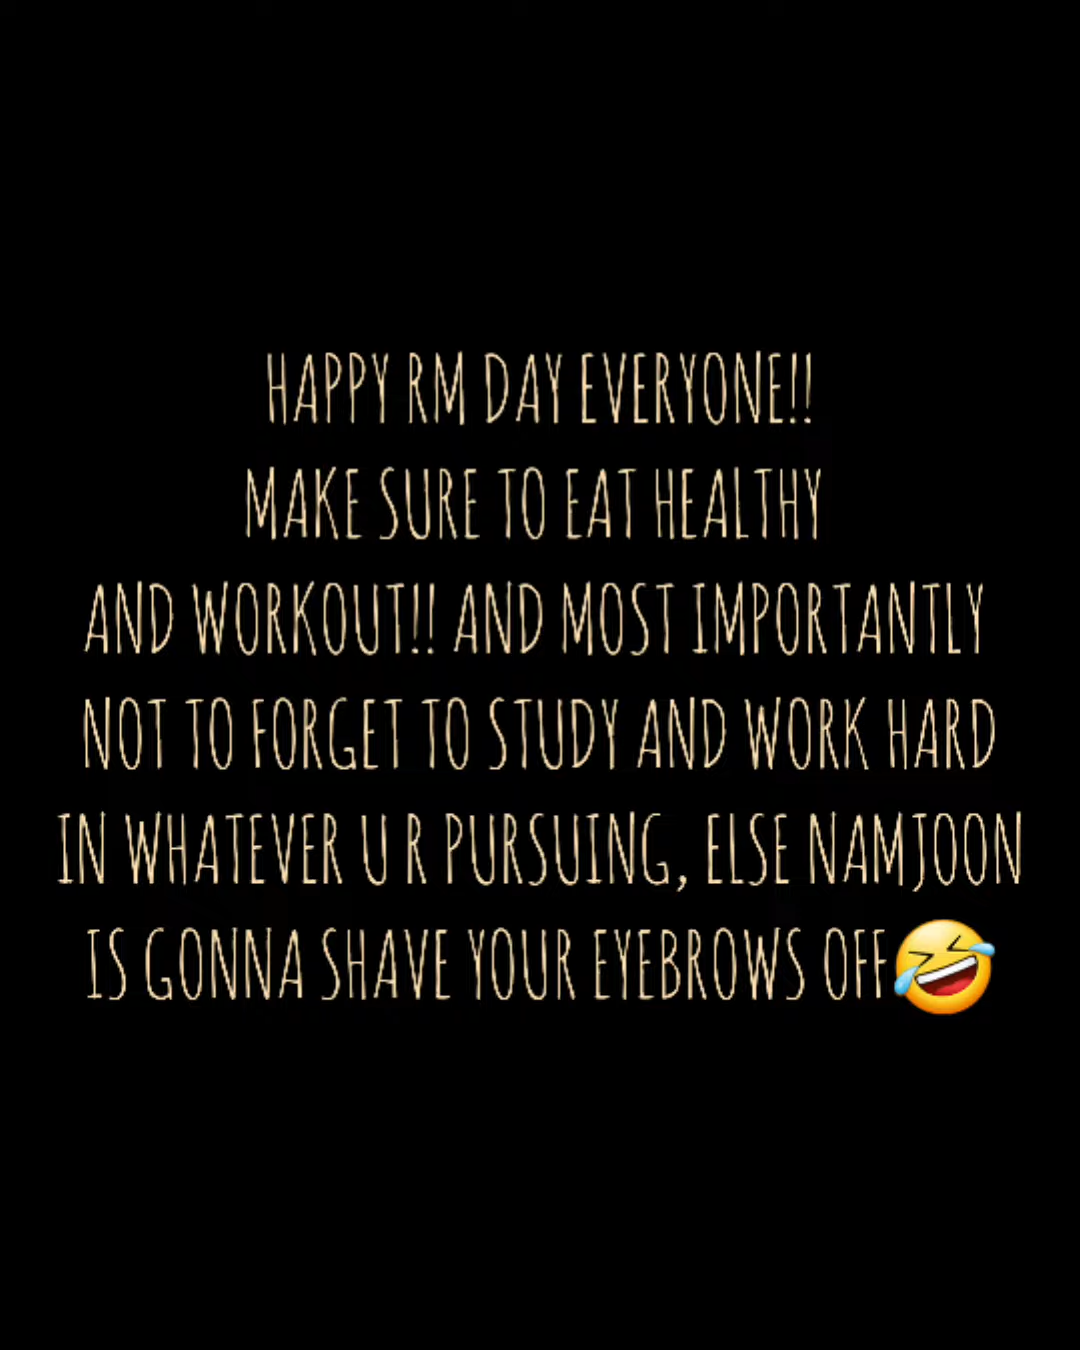 HAPPY RM DAY EVERYONE!!
MAKE SURE TO EAT HEALTHY
AND WORKOUT!! AND MOST IMPORTANTLY
NOT TO FORGET TO STUDY AND WORK HARD
IN WHATEVER U R PURSUING, ELSE NAMJOON
IS GONNA SHAVE YOUR EYEBROWS OFF🤣